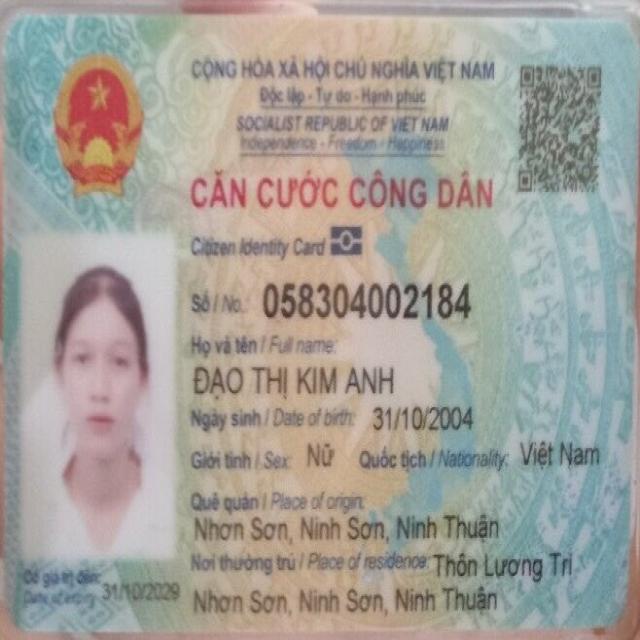 CỘNG HÒA XÃ HỘI CHỦ NGHĨA VIỆT NAM
Độc lập - Tự do - Hạnh phúc
SOCIALIST REPUBLIC OF VIET NAM
Independence - Freedom - Happiness
CĂN CƯỚC CÔNG DÂN
Citizen Identity Card
Số / No.: 058304002184
Họ và tên / Full name:
ĐẠO THỊ KIM ANH
Ngày sinh / Date of birth: 31/10/2004
Giới tính / Sex: Nữ Quốc tịch / Nationality: Việt Nam
Quê quán / Place of origin:
Nhơn Sơn, Ninh Sơn, Ninh Thuận
Nơi thường trú / Place of residence: Thôn Lương Tri
Nhơn Sơn, Ninh Sơn, Ninh Thuận
Có giá trị đến: 31/10/2029
Date of expiry